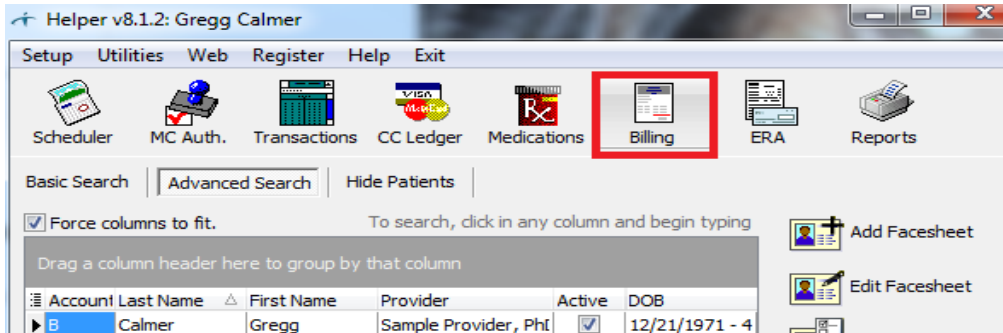 Helper v8.1.2: Gregg Calmer
Setup Utilities Web Register Help Exit
VISA
Rx
Scheduler MC Auth. Transactions CC Ledger Medications Billing ERA Reports
Basic Search Advanced Search Hide Patients
Force columns to fit. To search, click in any column and begin typing
Add Facesheet
Drag a column header here to group by that column
Edit Facesheet
Account Last Name First Name Provider Active DOB
B Calmer Gregg Sample Provider, Ph 12/21/1971 - 4